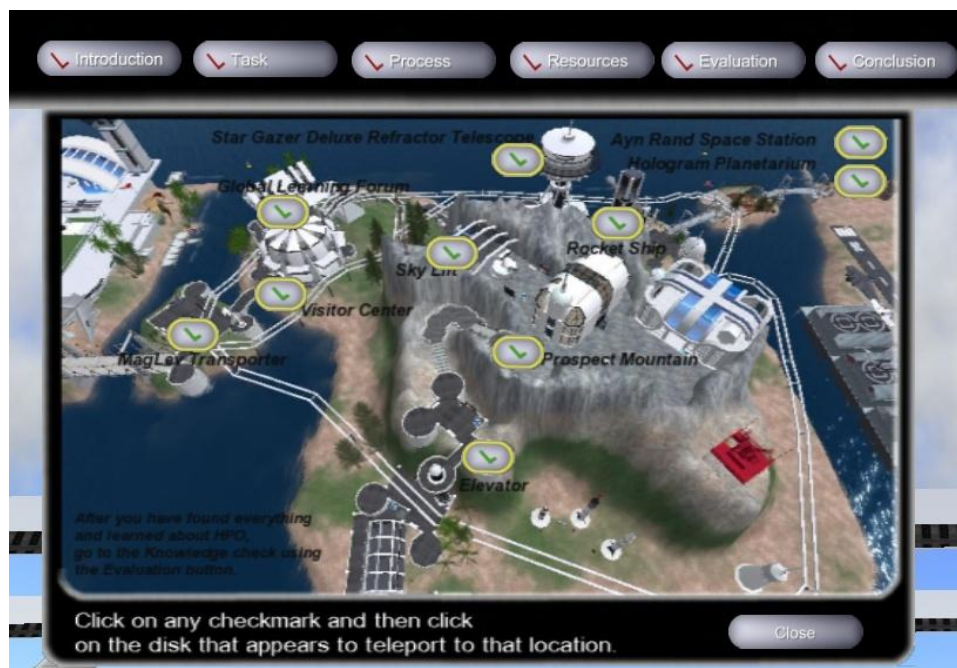 Introduction
Task
Process
Resources
Evaluation
Conclusion
Star Gazer Deluxe Refractor Telescope
Ayn Rand Space Station
Hologram Planetarium
Global Learning Forum
Rocket Ship
Sky Lift
Visitor Center
MagLev Transporter
Prospect Mountain
Elevator
After you have found everything
and learned about HPD,
go to the Knowledge check using
the Evaluation button.
Click on any checkmark and then click
on the disk that appears to teleport to that location.
Close